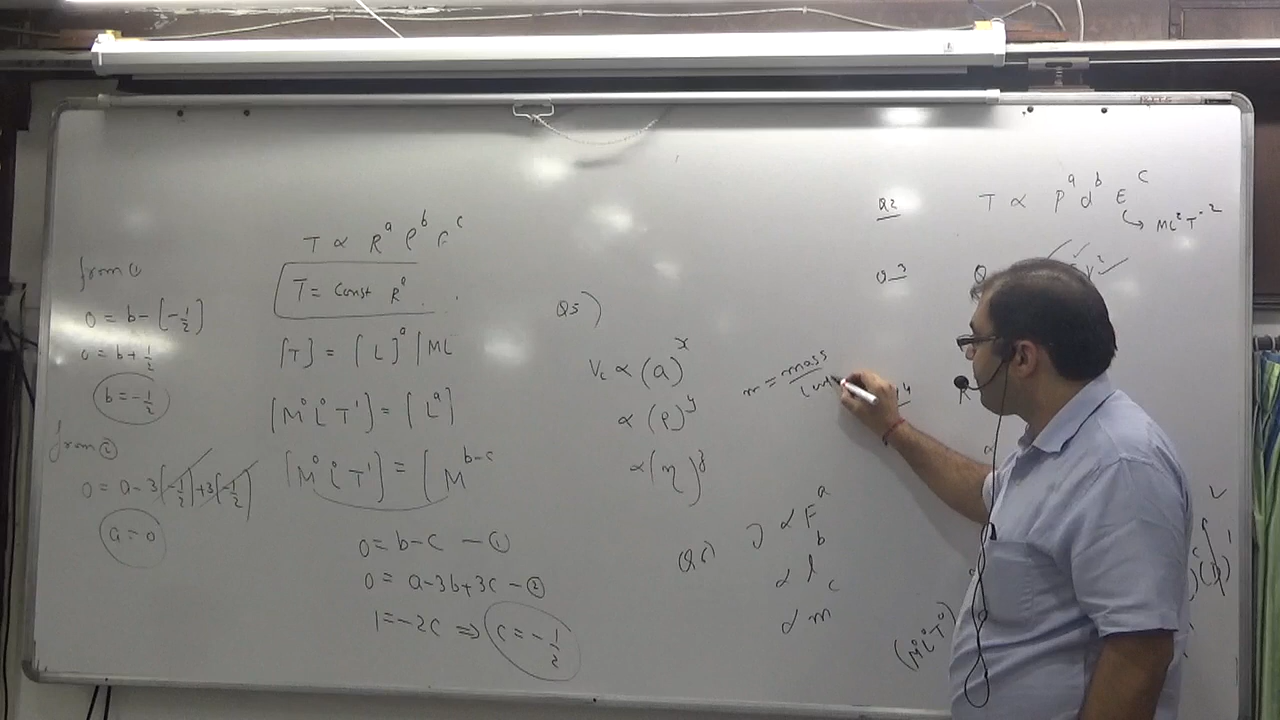 from ①
0 = b - (-1/2)
0 = b + 1/2
b = -1/2
from ②
0 = a - 3(-1/2) + 3(-1/2)
a = 0
T ∝ R^a ρ^b G^c
T = Const R^a
[T] = [L]^a [ML
[M^0 L^0 T^1] = [L^a]
[M^0 L^0 T^1] = [M^{b-c}
0 = b - c — ①
0 = a - 3b + 3c — ②
1 = -2c ⇒ c = -1/2
Q5)
V_c ∝ (a)^x
∝ (ρ)^y
∝ (η)^z
m = mass
Q6)
ν ∝ F^a
∝ l^b
∝ m^c
(M^0 L^0 T^0)
Q2
T ∝ P^a d^b E^c
↳ ML^2T^{-2}
Q3